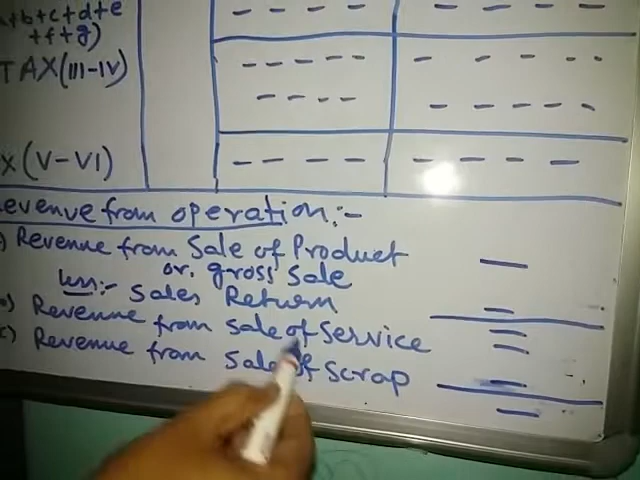 +b+c+d+e
+f+g)
TAX(III-IV)
X(V-VI)
evenue from operation:-
) Revenue from Sale of Product
or. gross Sale
Less:- Sales Return
) Revenue from Sale of Service
c) Revenue from Sale of Scrap